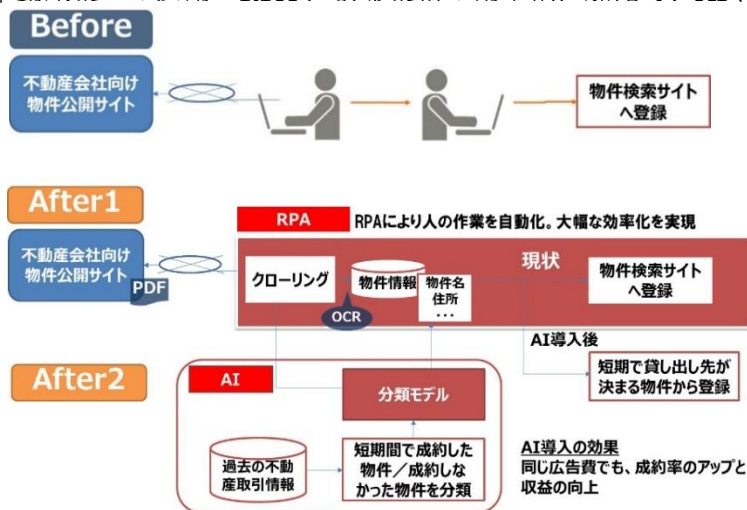 Before
不動産会社向け
物件公開サイト
物件検索サイト
へ登録
After1
RPA
RPAにより人の作業を自動化。大幅な効率化を実現
不動産会社向け
物件公開サイト
PDF
現状
クローリング
物件情報
物件名
住所
・・・
OCR
物件検索サイト
へ登録
AI導入後
After2
AI
分類モデル
短期で貸し出し先が
決まる物件から登録
過去の不動
産取引情報
短期間で成約した
物件／成約しな
かった物件を分類
AI導入の効果
同じ広告費でも、成約率のアップと
収益の向上